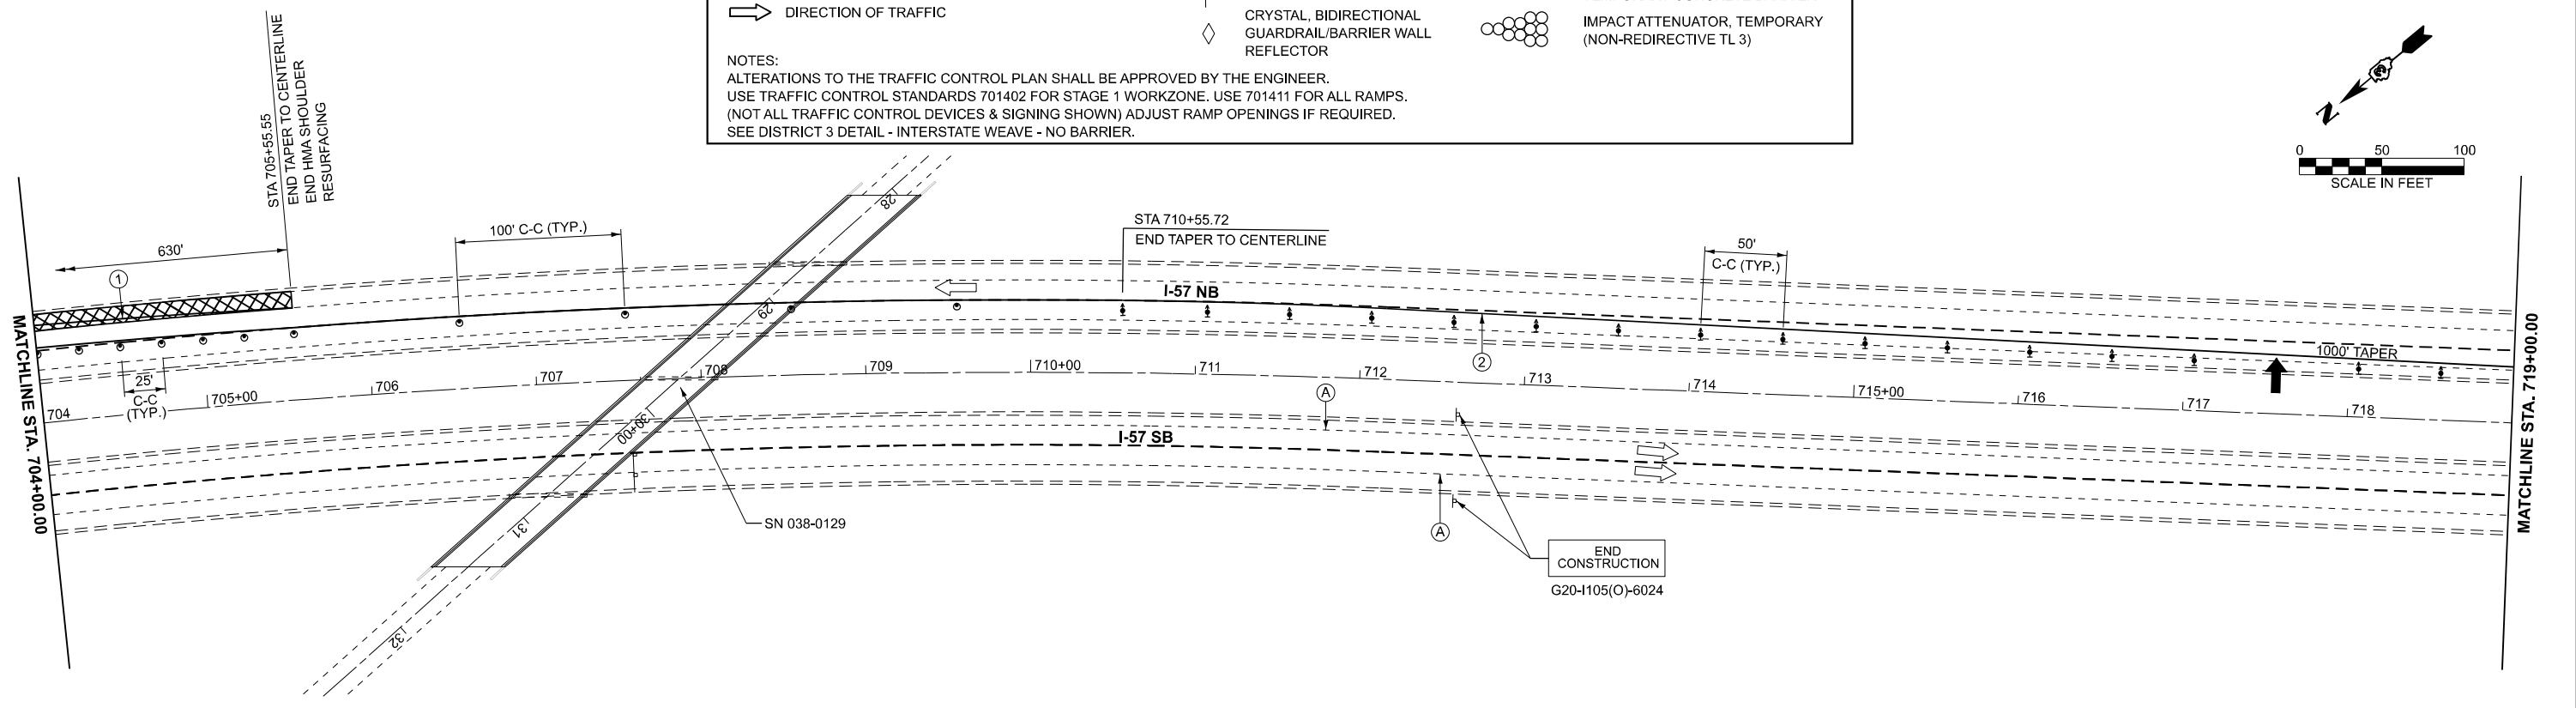 DIRECTION OF TRAFFIC
CRYSTAL, BIDIRECTIONAL
GUARDRAIL/BARRIER WALL
REFLECTOR
IMPACT ATTENUATOR, TEMPORARY
(NON-REDIRECTIVE TL 3)
NOTES:
ALTERATIONS TO THE TRAFFIC CONTROL PLAN SHALL BE APPROVED BY THE ENGINEER.
USE TRAFFIC CONTROL STANDARDS 701402 FOR STAGE 1 WORKZONE. USE 701411 FOR ALL RAMPS.
(NOT ALL TRAFFIC CONTROL DEVICES & SIGNING SHOWN) ADJUST RAMP OPENINGS IF REQUIRED.
SEE DISTRICT 3 DETAIL - INTERSTATE WEAVE - NO BARRIER.
N
0 50 100
SCALE IN FEET
STA 705+55.55
END TAPER TO CENTERLINE
END HMA SHOULDER
RESURFACING
630'
1
100' C-C (TYP.)
STA 710+55.72
END TAPER TO CENTERLINE
50'
C-C (TYP.)
I-57 NB
2
1000' TAPER
25'
C-C
(TYP.)
MATCHLINE STA. 704+00.00
MATCHLINE STA. 719+00.00
704
705+00
706
707
708
709
710+00
711
712
713
714
715+00
716
717
718
28
29
30+00
31
32
A
I-57 SB
A
SN 038-0129
END
CONSTRUCTION
G20-I105(O)-6024